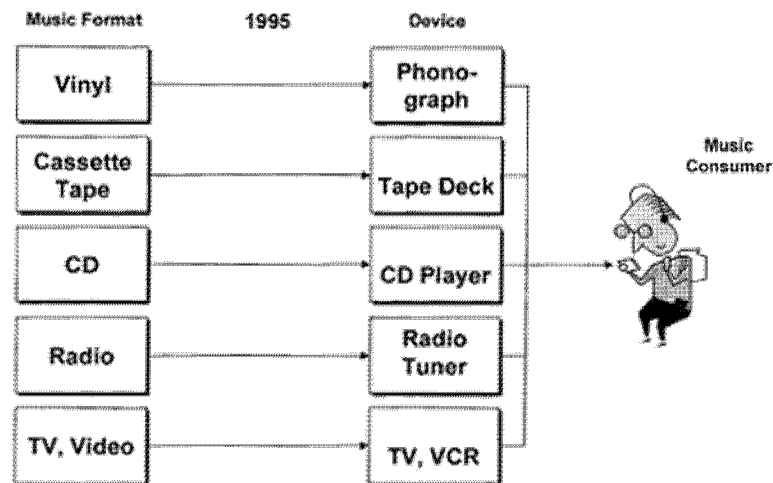 Music Format
1995
Device
Vinyl
Phono-
graph
Music
Consumer
Cassette
Tape
Tape Deck
CD
CD Player
Radio
Radio
Tuner
TV, Video
TV, VCR